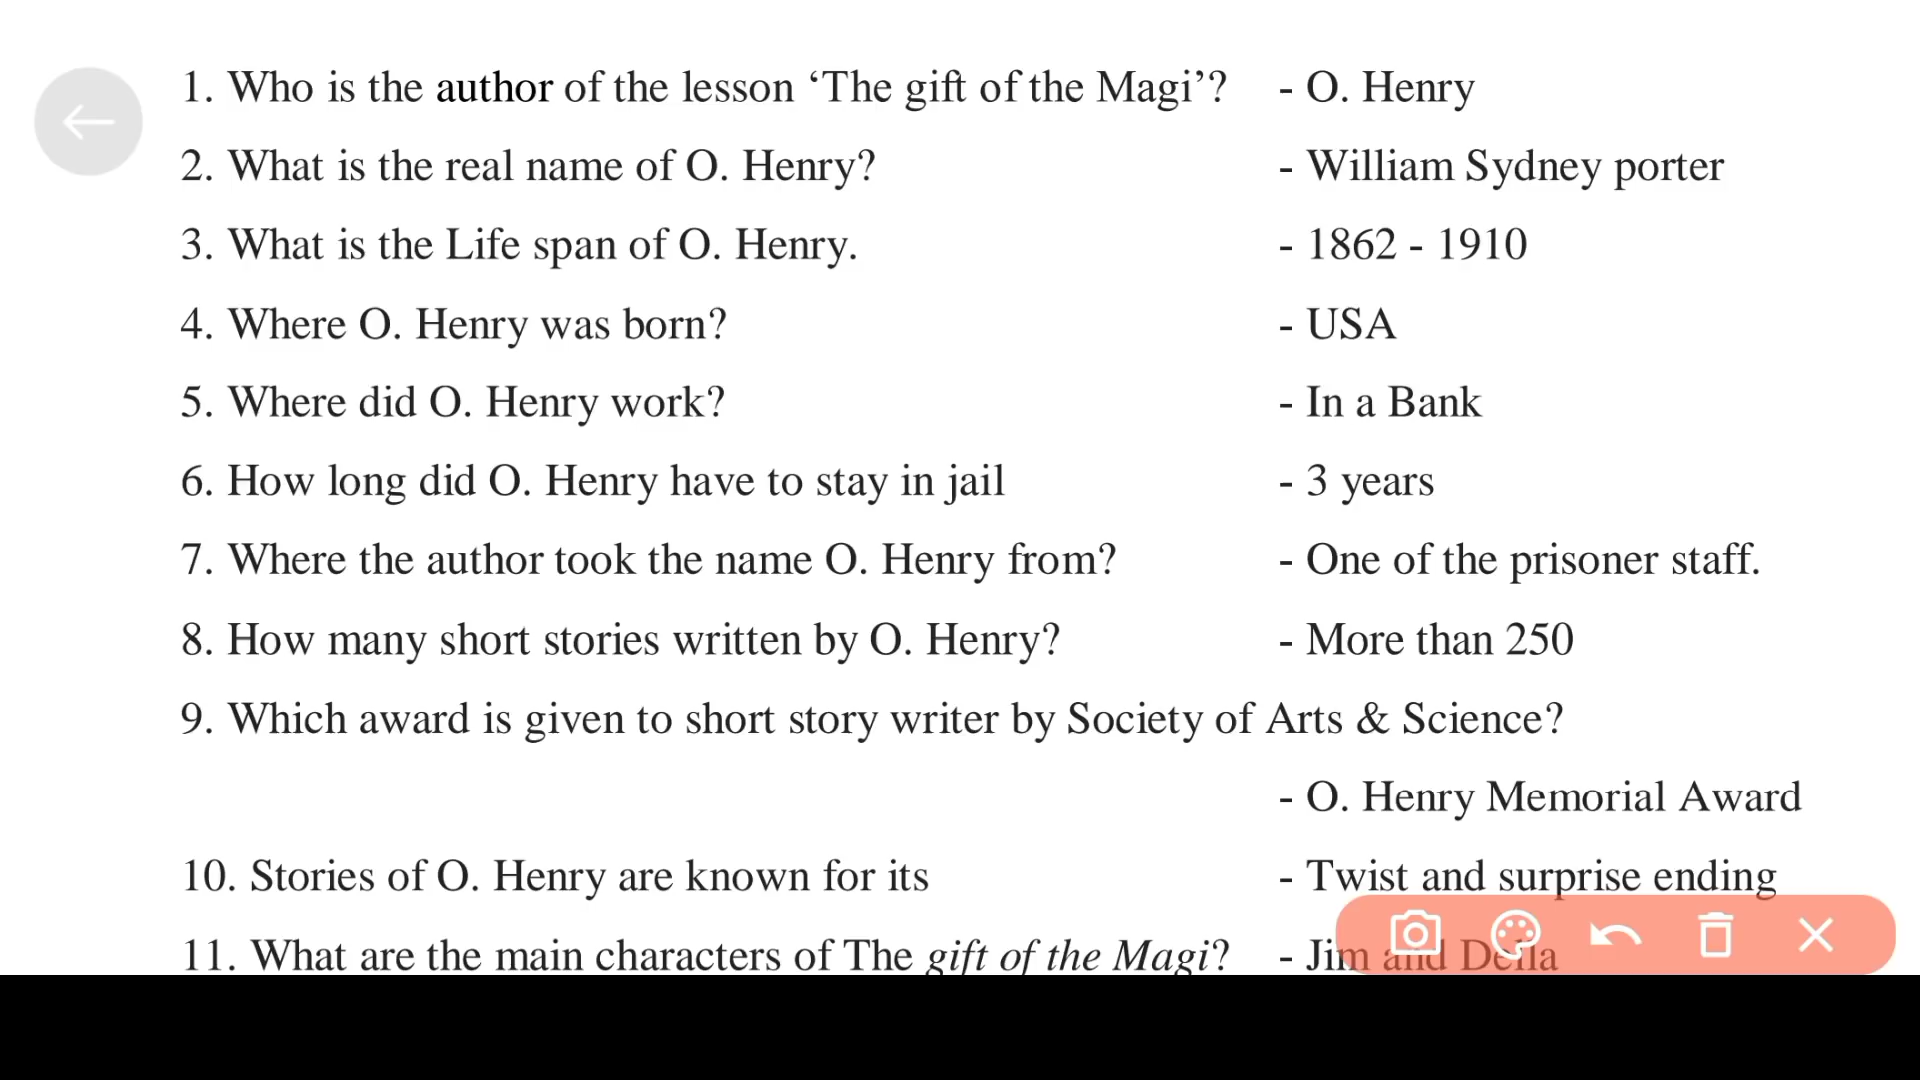 1. Who is the author of the lesson ‘The gift of the Magi’? - O. Henry
2. What is the real name of O. Henry? - William Sydney porter
3. What is the Life span of O. Henry. - 1862 - 1910
4. Where O. Henry was born? - USA
5. Where did O. Henry work? - In a Bank
6. How long did O. Henry have to stay in jail - 3 years
7. Where the author took the name O. Henry from? - One of the prisoner staff.
8. How many short stories written by O. Henry? - More than 250
9. Which award is given to short story writer by Society of Arts & Science?
- O. Henry Memorial Award
10. Stories of O. Henry are known for its - Twist and surprise ending
11. What are the main characters of The gift of the Magi? - Jim and Della